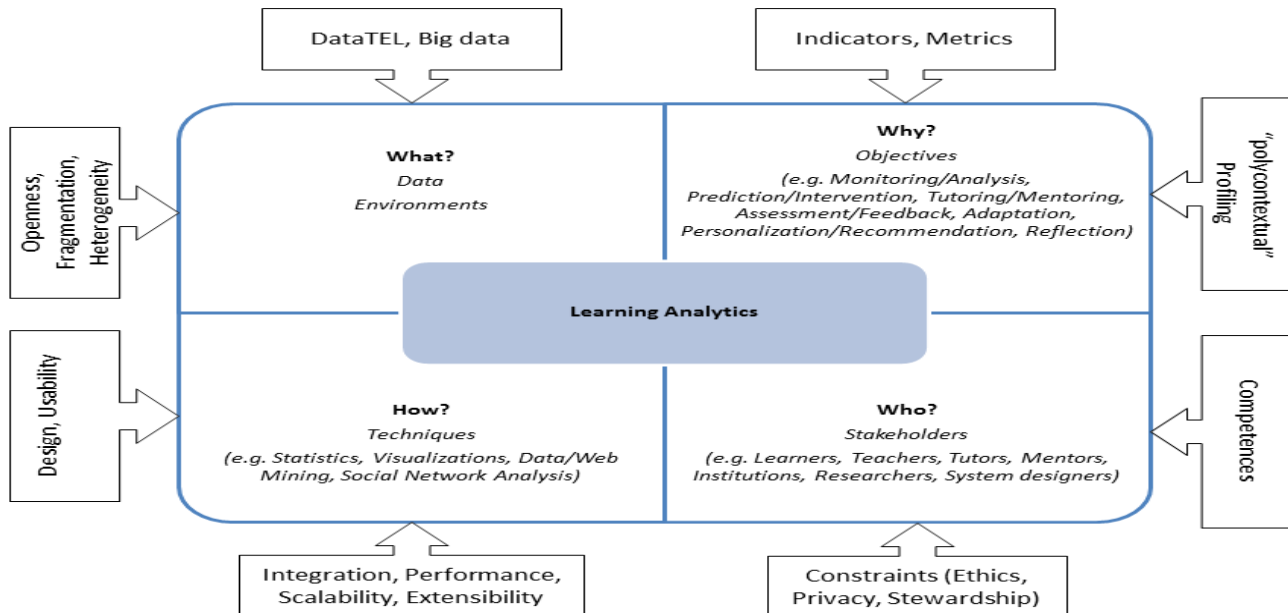 DataTEL, Big data
Indicators, Metrics
Openness,
Fragmentation,
Heterogeneity
What?
Data
Environments
Why?
Objectives
(e.g. Monitoring/Analysis,
Prediction/Intervention, Tutoring/Mentoring,
Assessment/Feedback, Adaptation,
Personalization/Recommendation, Reflection)
“polycontextual”
Profiling
Learning Analytics
Design, Usability
How?
Techniques
(e.g. Statistics, Visualizations, Data/Web
Mining, Social Network Analysis)
Who?
Stakeholders
(e.g. Learners, Teachers, Tutors, Mentors,
Institutions, Researchers, System designers)
Competences
Integration, Performance,
Scalability, Extensibility
Constraints (Ethics,
Privacy, Stewardship)